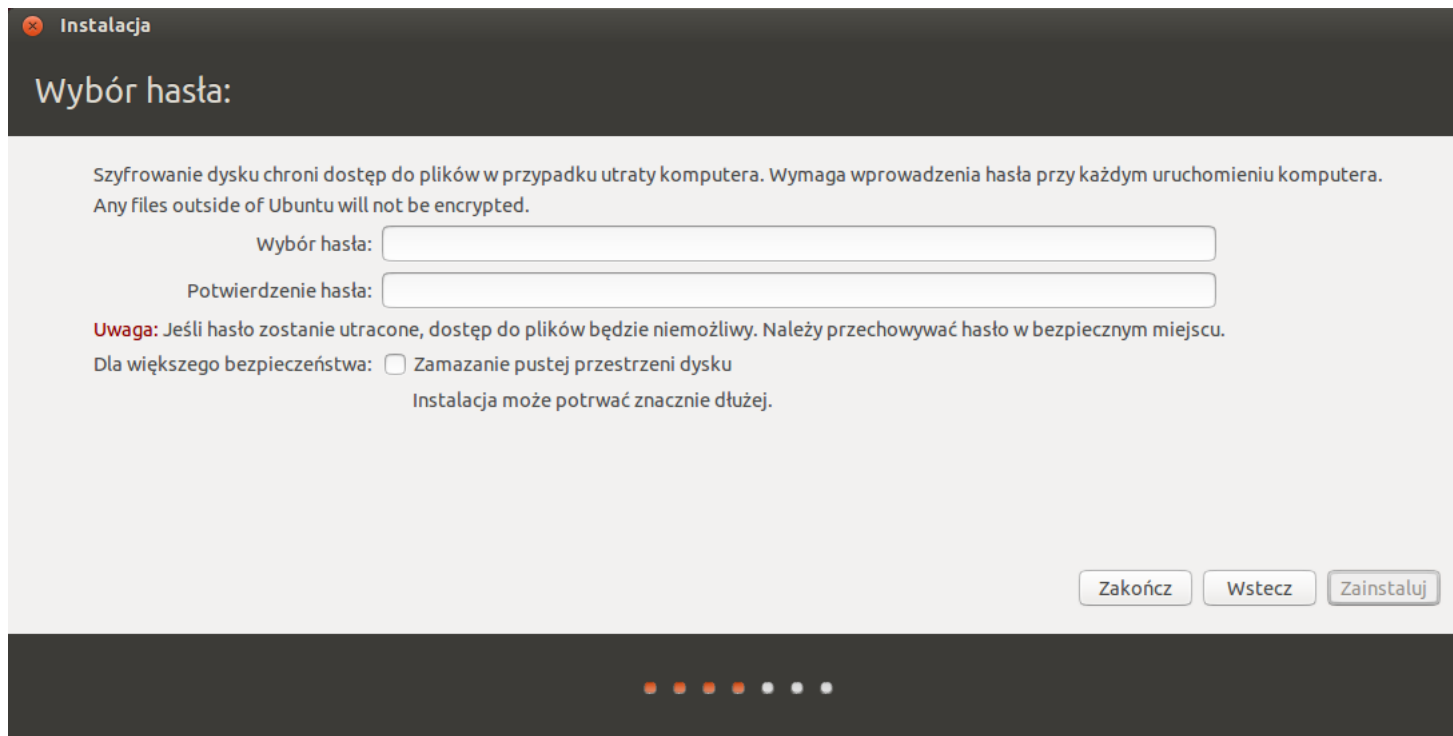 Instalacja
Wybór hasła:
Szyfrowanie dysku chroni dostęp do plików w przypadku utraty komputera. Wymaga wprowadzenia hasła przy każdym uruchomieniu komputera.
Any files outside of Ubuntu will not be encrypted.
Wybór hasła:
Potwierdzenie hasła:
Uwaga: Jeśli hasło zostanie utracone, dostęp do plików będzie niemożliwy. Należy przechowywać hasło w bezpiecznym miejscu.
Dla większego bezpieczeństwa: Zamazanie pustej przestrzeni dysku
Instalacja może potrwać znacznie dłużej.
Zakończ Wstecz Zainstaluj